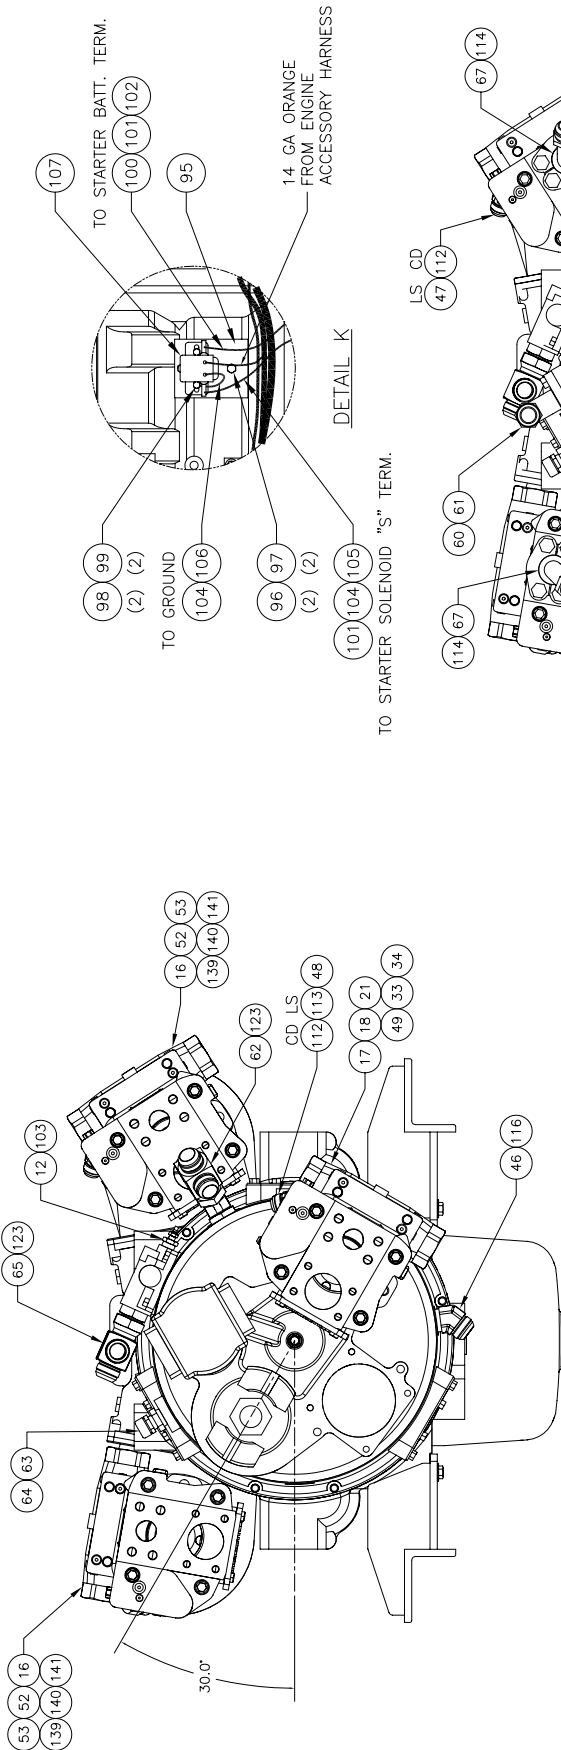 53 52 16
139 140 141
64 63
65 123
12 103
16 52 53
139 140 141
62 123
CD LS
112 113 48
17 18 21
49 33 34
46 116
30.0°
98 99
(2) (2)
TO GROUND
104 106
96 97
(2) (2)
101 104 105
TO STARTER SOLENOID "S" TERM.
107
TO STARTER BATT. TERM.
100 101 102
95
14 GA ORANGE
FROM ENGINE
ACCESSORY HARNESS
DETAIL K
114 67
60 61
LS CD
47 112
67 114